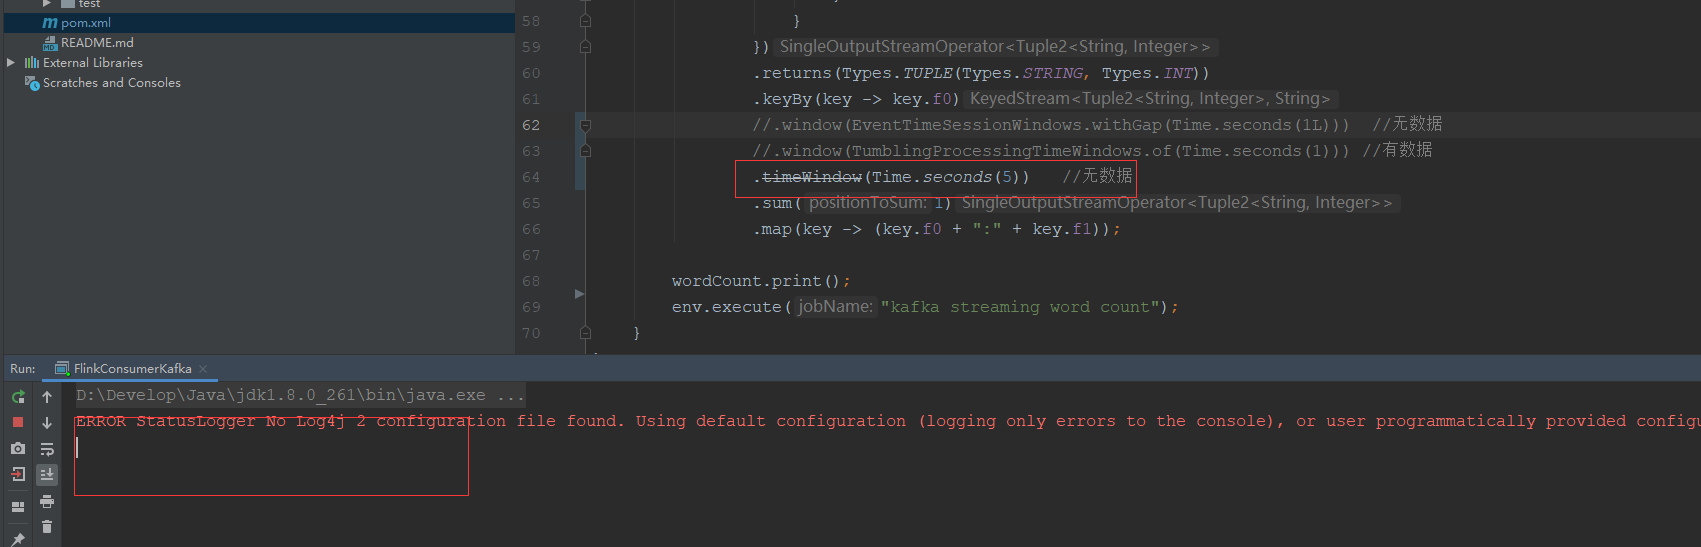 test
pom.xml
README.md
External Libraries
Scratches and Consoles
58 }
59 }) SingleOutputStreamOperator<Tuple2<String, Integer>>
60 .returns(Types.TUPLE(Types.STRING, Types.INT))
61 .keyBy(key -> key.f0) KeyedStream<Tuple2<String, Integer>, String>
62 //.window(EventTimeSessionWindows.withGap(Time.seconds(1L))) //无数据
63 //.window(TumblingProcessingTimeWindows.of(Time.seconds(1))) //有数据
64 .timeWindow(Time.seconds(5)) //无数据
65 .sum( positionToSum: 1) SingleOutputStreamOperator<Tuple2<String, Integer>>
66 .map(key -> (key.f0 + ":" + key.f1));
67
68 wordCount.print();
69 env.execute( jobName: "kafka streaming word count");
70 }
Run: FlinkConsumerKafka
D:\Develop\Java\jdk1.8.0_261\bin\java.exe ...
ERROR StatusLogger No Log4j 2 configuration file found. Using default configuration (logging only errors to the console), or user programmatically provided configu